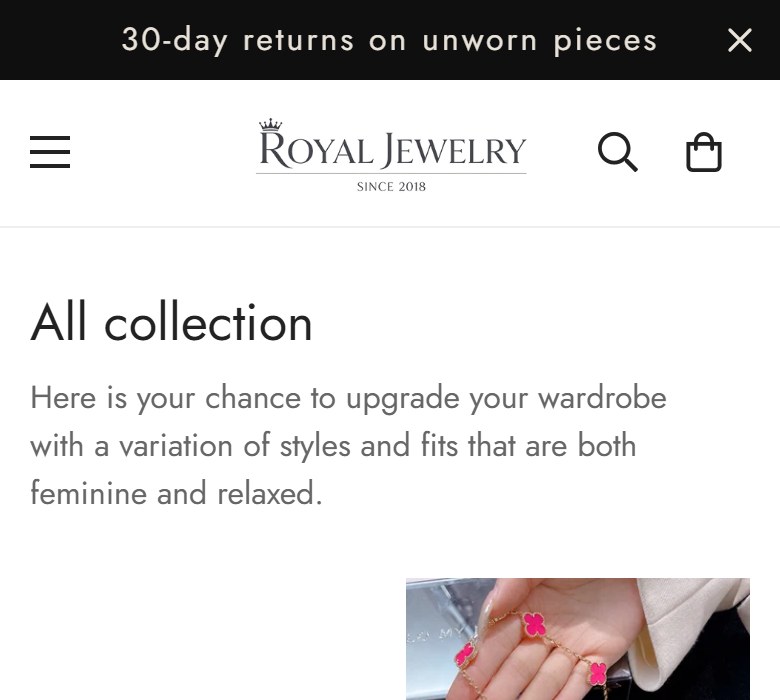 30-day returns on unworn pieces
ROYAL JEWELRY
SINCE 2018
All collection
Here is your chance to upgrade your wardrobe
with a variation of styles and fits that are both
feminine and relaxed.